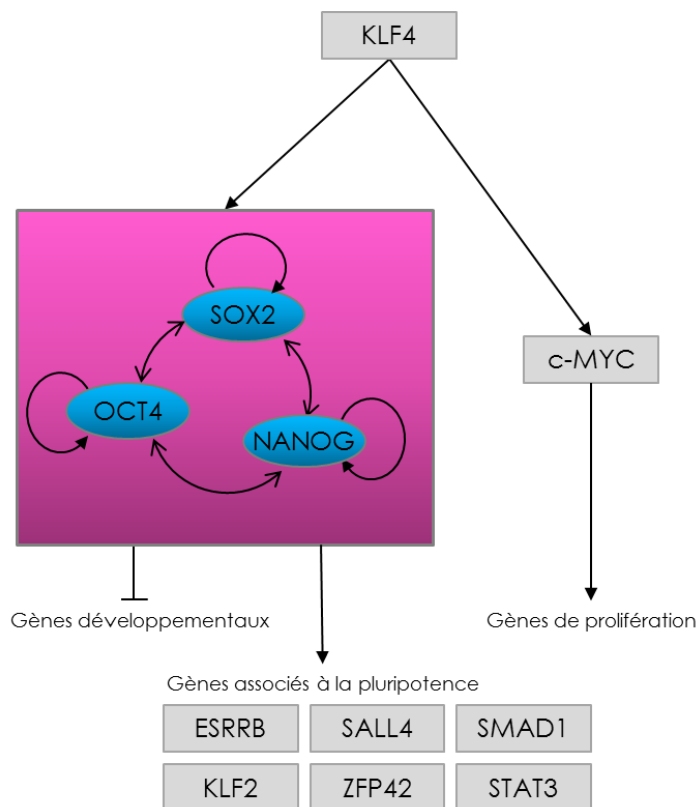 KLF4
SOX2
c-MYC
OCT4
NANOG
Gènes développementaux
Gènes de prolifération
Gènes associés à la pluripotence
ESRRB
SALL4
SMAD1
KLF2
ZFP42
STAT3